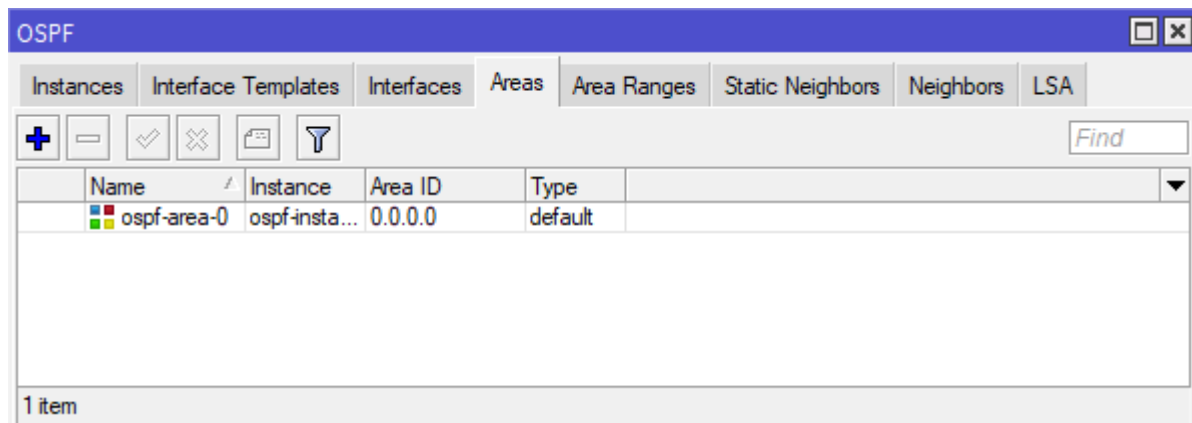 OSPF
Instances Interface Templates Interfaces Areas Area Ranges Static Neighbors Neighbors LSA
Find
Name Instance Area ID Type
ospf-area-0 ospf-insta... 0.0.0.0 default
1 item